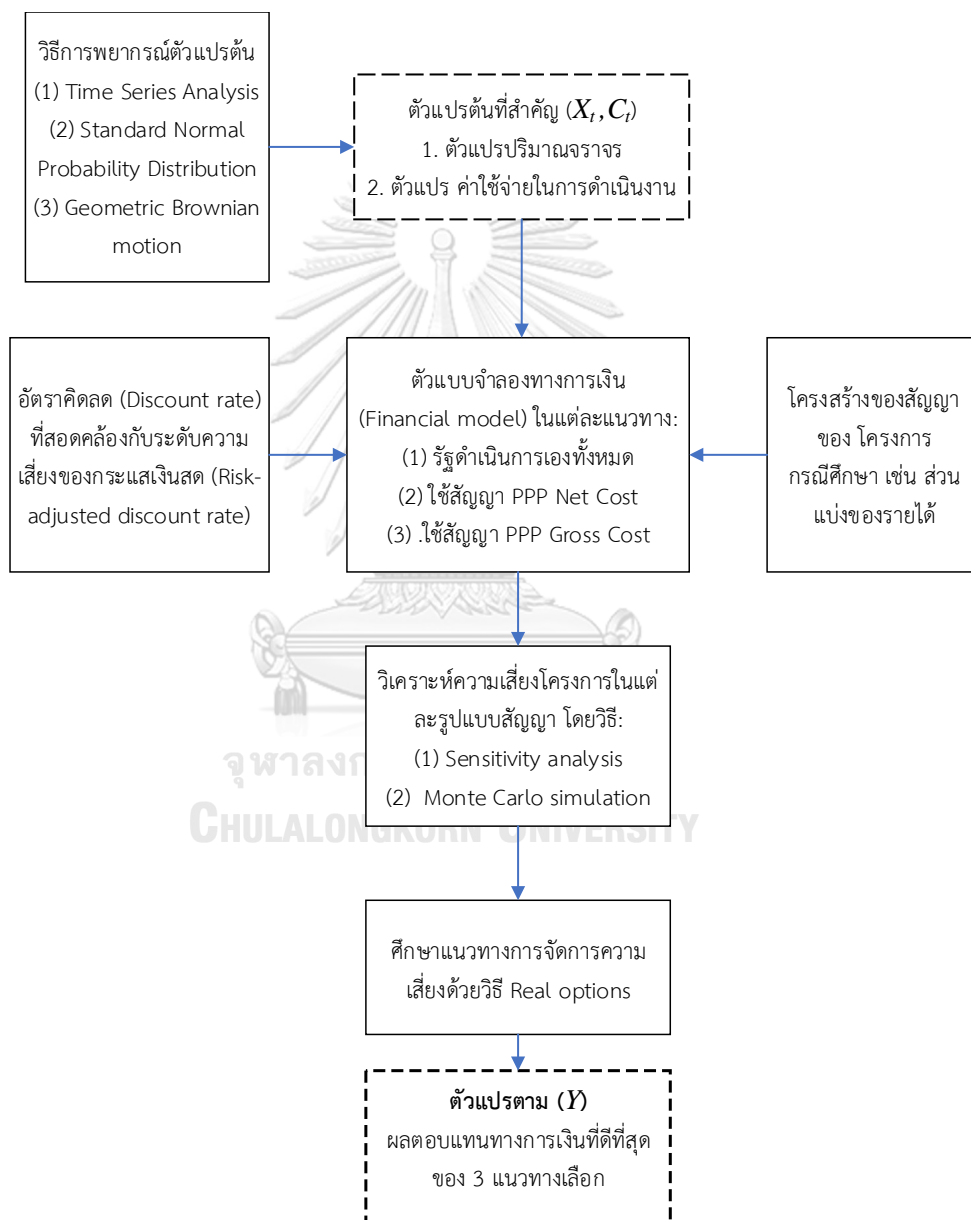 วิธีการพยากรณ์ตัวแปรต้น
(1) Time Series Analysis
(2) Standard Normal
Probability Distribution
(3) Geometric Brownian
motion
ตัวแปรต้นที่สำคัญ (Xt, Ct)
1. ตัวแปรปริมาณจราจร
2. ตัวแปร ค่าใช้จ่ายในการดำเนินงาน
อัตราคิดลด (Discount rate)
ที่สอดคล้องกับระดับความ
เสี่ยงของกระแสเงินสด (Risk-
adjusted discount rate)
ตัวแบบจำลองทางการเงิน
(Financial model) ในแต่ละแนวทาง:
(1) รัฐดำเนินการเองทั้งหมด
(2) ใช้สัญญา PPP Net Cost
(3) .ใช้สัญญา PPP Gross Cost
โครงสร้างของสัญญา
ของ โครงการ
กรณีศึกษา เช่น ส่วน
แบ่งของรายได้
วิเคราะห์ความเสี่ยงโครงการในแต่
ละรูปแบบสัญญา โดยวิธี:
(1) Sensitivity analysis
(2) Monte Carlo simulation
CHULALONGKORN UNIVERSITY
ศึกษาแนวทางการจัดการความ
เสี่ยงด้วยวิธี Real options
ตัวแปรตาม (Y)
ผลตอบแทนทางการเงินที่ดีที่สุด
ของ 3 แนวทางเลือก